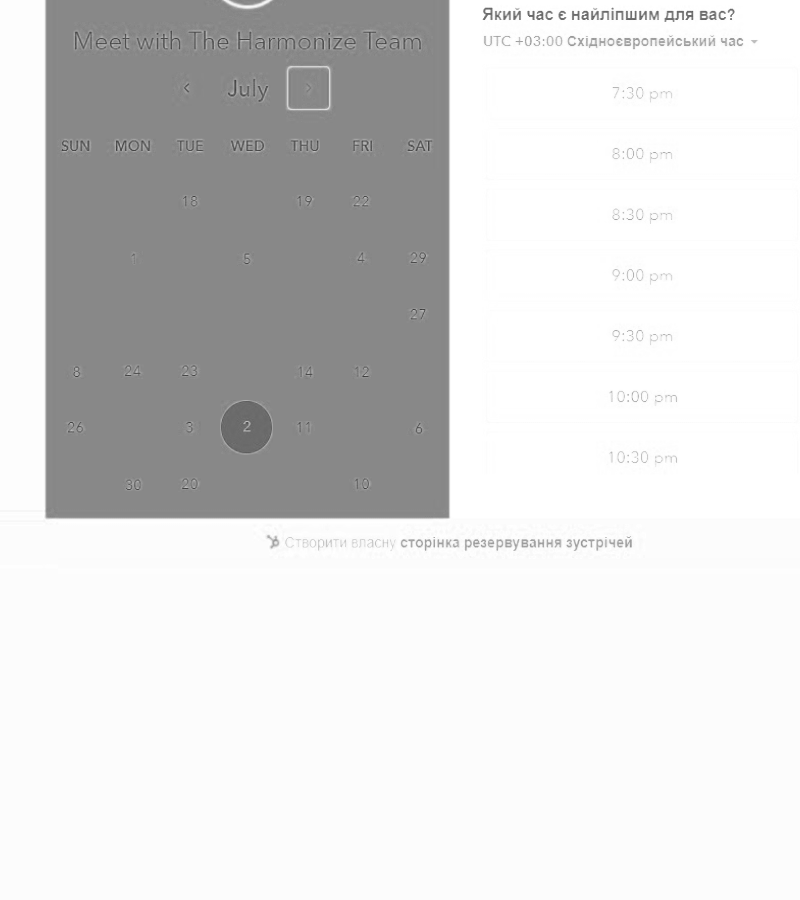 Meet with The Harmonize Team
July
SUN MON TUE WED THU FRI SAT
18 19 22
1 5 4 29
27
8 24 23 14 12
26 3 2 11 6
30 20 10
Який час є найліпшим для вас?
UTC +03:00 Східноєвропейський час
7:30 pm
8:00 pm
8:30 pm
9:00 pm
9:30 pm
10:00 pm
10:30 pm
Створити власну сторінка резервування зустрічей